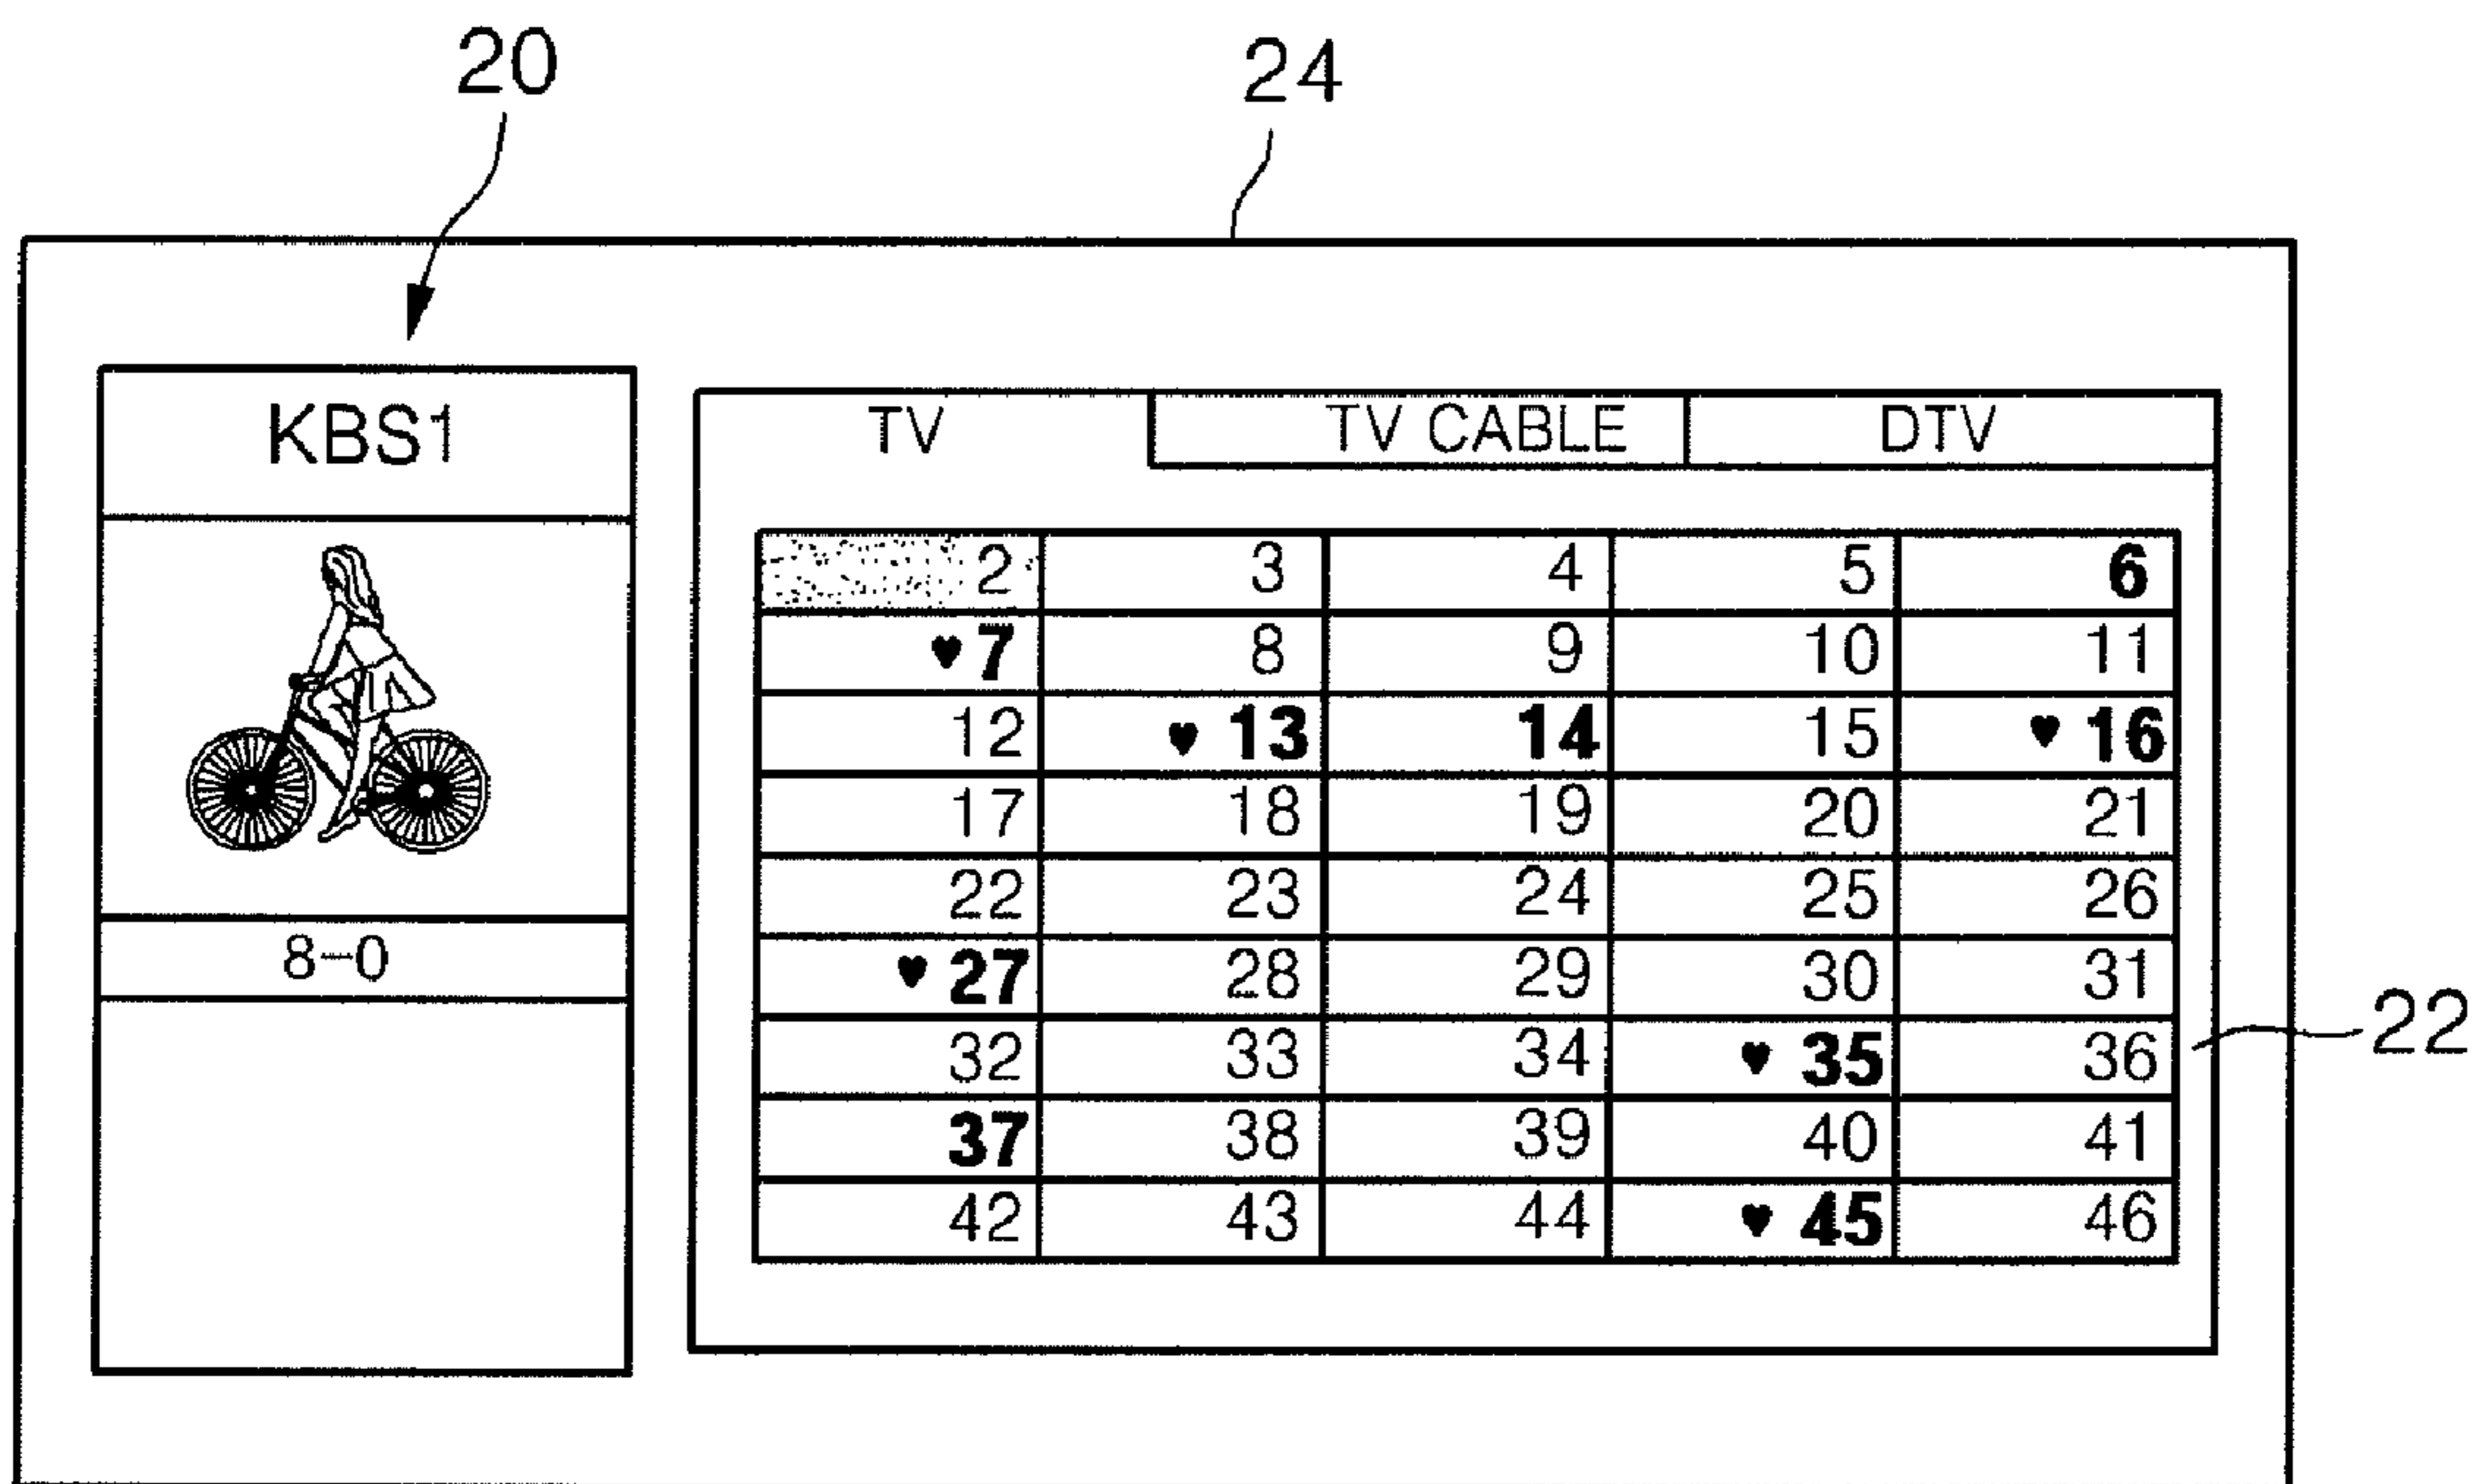 20
24
KBS1
8-0
TV TV CABLE DTV
2 3 4 5 6
♥7 8 9 10 11
12 ♥13 14 15 ♥16
17 18 19 20 21
22 23 24 25 26
♥27 28 29 30 31
32 33 34 ♥35 36
37 38 39 40 41
42 43 44 ♥45 46
22